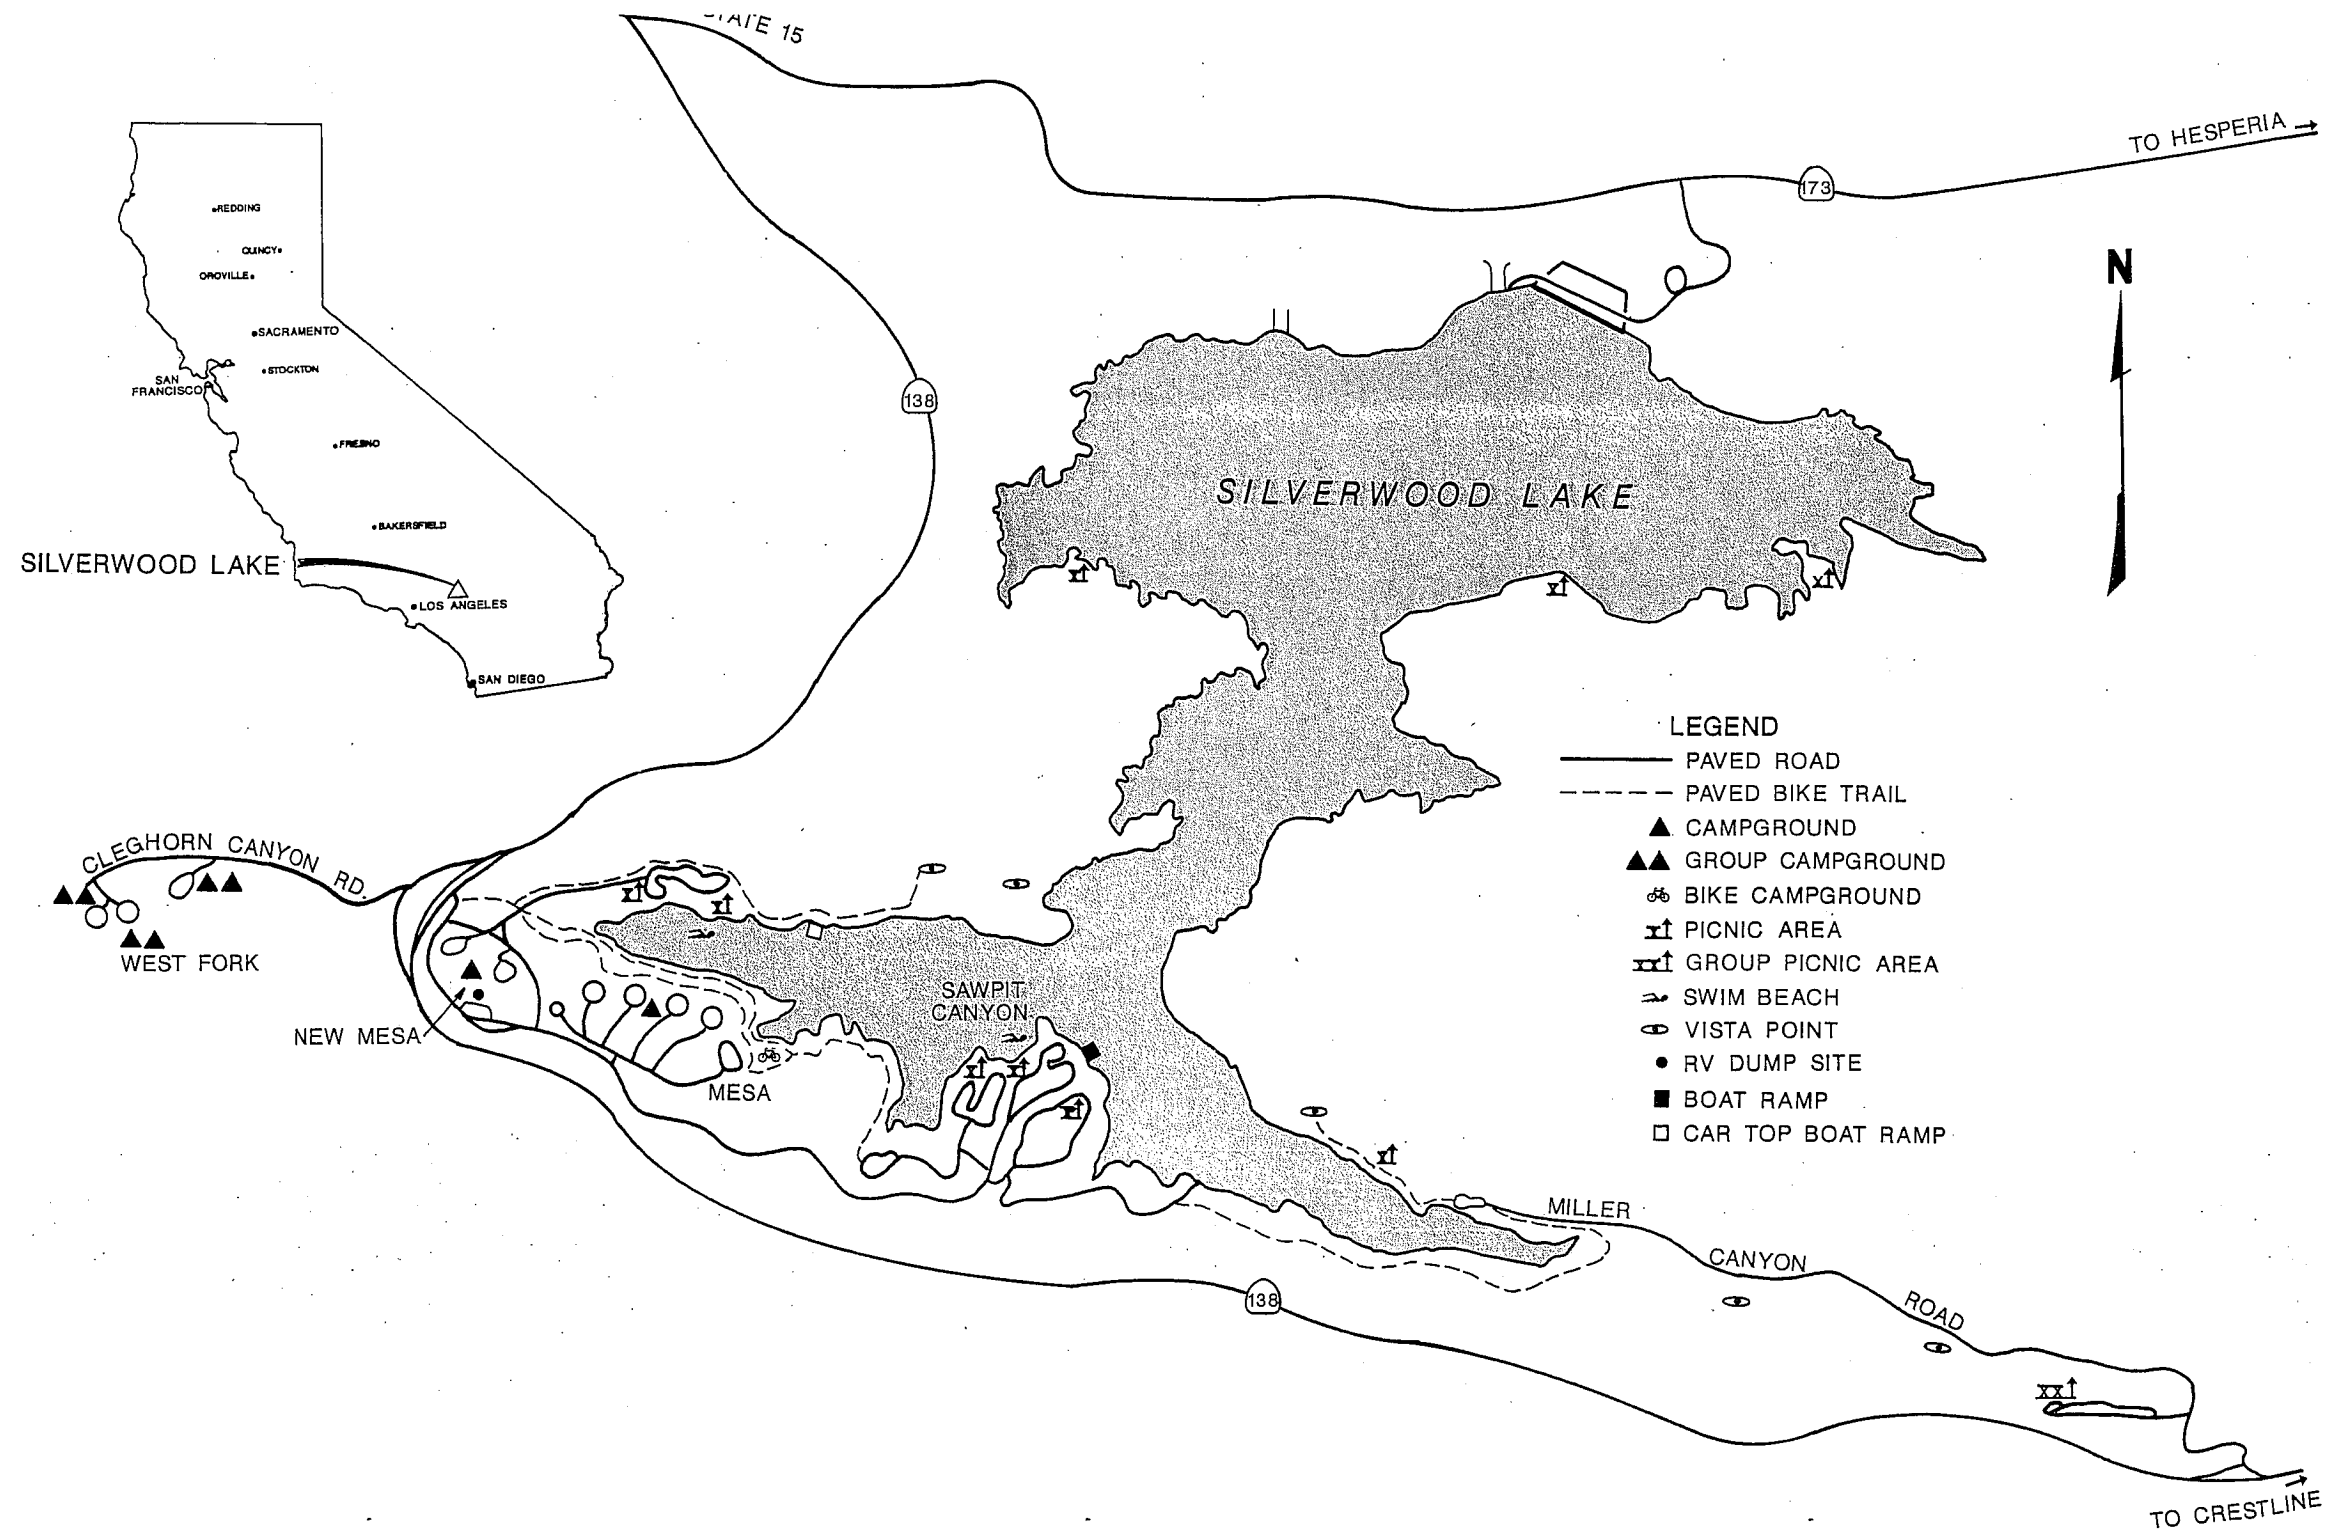 15
TO HESPERIA
173
REDDING
QUINCY
OROVILLE
SACRAMENTO
STOCKTON
SAN
FRANCISCO
FRESNO
BAKERSFIELD
SILVERWOOD LAKE
LOS ANGELES
SAN DIEGO
138
N
SILVERWOOD LAKE
LEGEND
PAVED ROAD
PAVED BIKE TRAIL
CAMPGROUND
GROUP CAMPGROUND
BIKE CAMPGROUND
PICNIC AREA
GROUP PICNIC AREA
SWIM BEACH
VISTA POINT
RV DUMP SITE
BOAT RAMP
CAR TOP BOAT RAMP
CLEGHORN CANYON RD.
WEST FORK
NEW MESA
MESA
SAWPIT
CANYON
MILLER
CANYON
ROAD
138
TO CRESTLINE